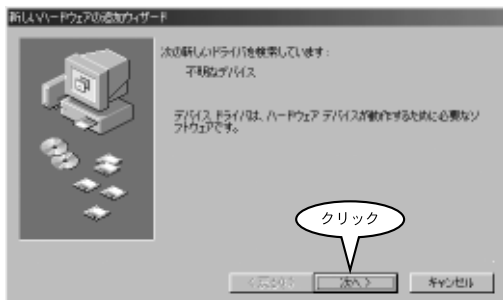 新しいハードウェアの追加ウィザード
次の新しいドライバを検索しています：
不明なデバイス
デバイス ドライバは、ハードウェア デバイスが動作するために必要なソ
フトウェアです。
クリック
< 戻る(B)
次へ >
キャンセル